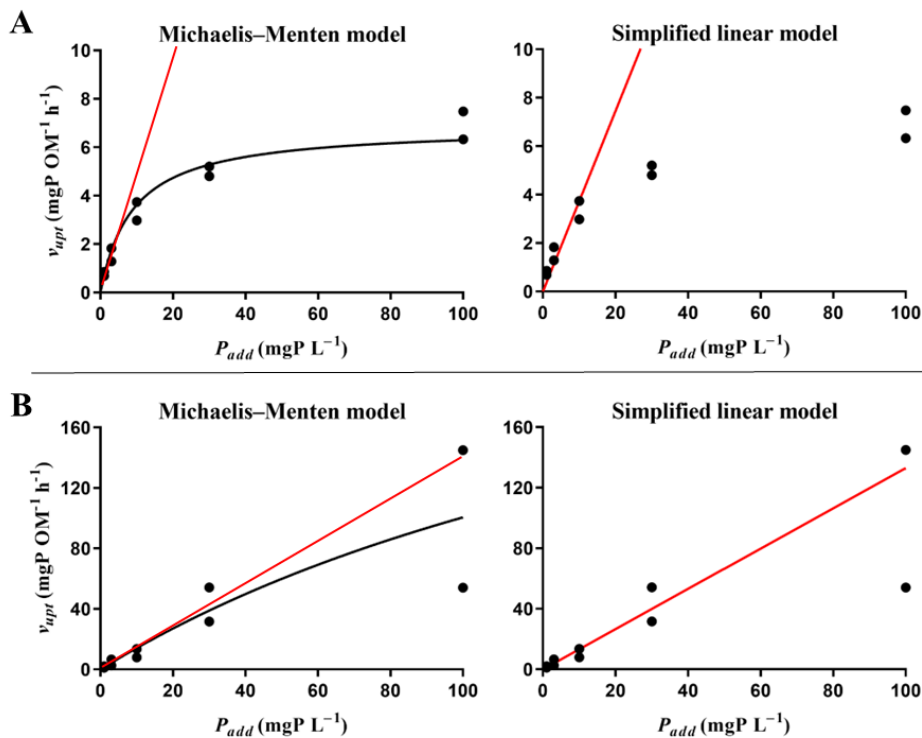 A
Michaelis–Menten model
Simplified linear model
v_upt (mgP OM⁻¹ h⁻¹)
10
8
6
4
2
0
0 20 40 60 80 100
P_add (mgP L⁻¹)
10
8
6
4
2
0
0 20 40 60 80 100
P_add (mgP L⁻¹)
B
Michaelis–Menten model
Simplified linear model
v_upt (mgP OM⁻¹ h⁻¹)
160
120
80
40
0
0 20 40 60 80 100
P_add (mgP L⁻¹)
160
120
80
40
0
0 20 40 60 80 100
P_add (mgP L⁻¹)